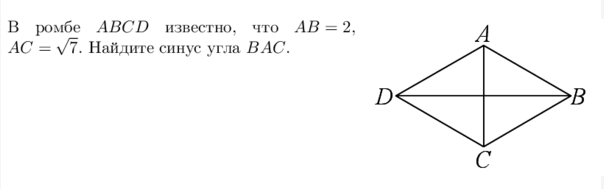 В ромбе ABCD известно, что AB = 2,
AC = √7. Найдите синус угла BAC.
A
D
B
C